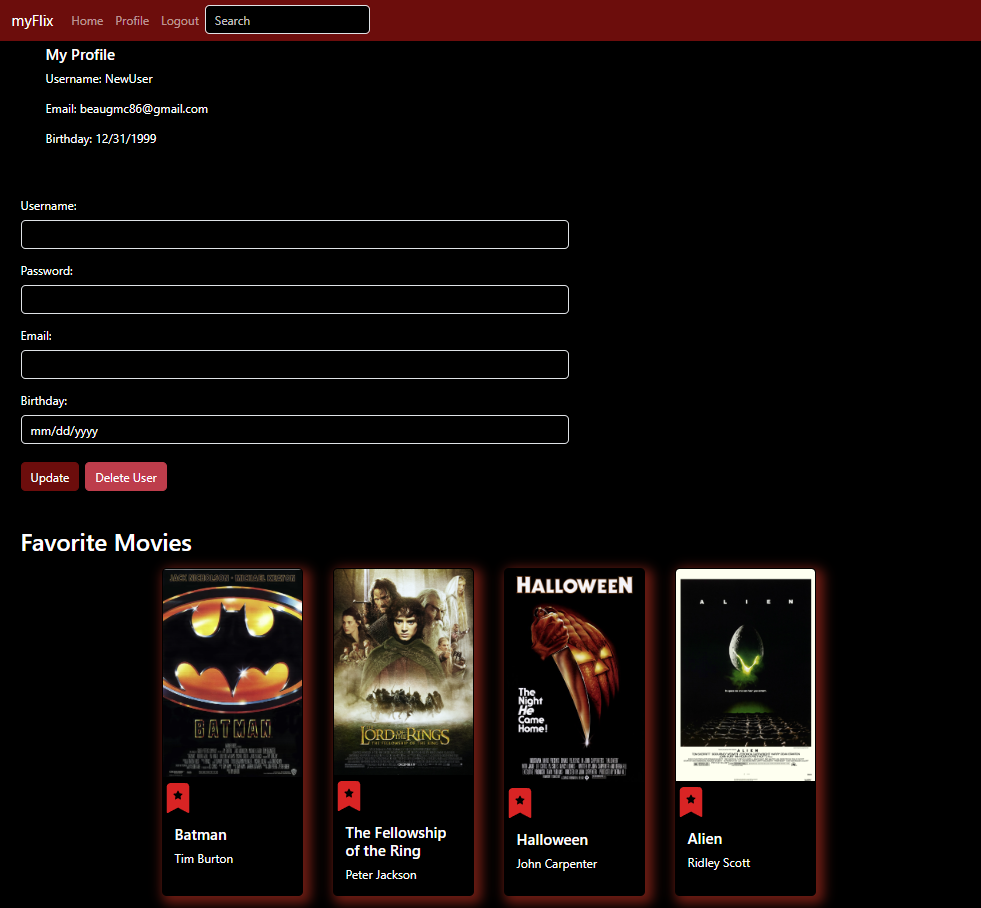 myFlix Home Profile Logout Search
My Profile
Username: NewUser
Email: beaugmc86@gmail.com
Birthday: 12/31/1999
Username:
Password:
Email:
Birthday:
mm/dd/yyyy
Update Delete User
Favorite Movies
JACK NICHOLSON · MICHAEL KEATON
BATMAN
THE
LORD OF THE RINGS
THE FELLOWSHIP OF THE RING
HALLOWEEN
The
Night
He
Came
Home!
ALIEN
ALIEN
Batman
Tim Burton
The Fellowship
of the Ring
Peter Jackson
Halloween
John Carpenter
Alien
Ridley Scott